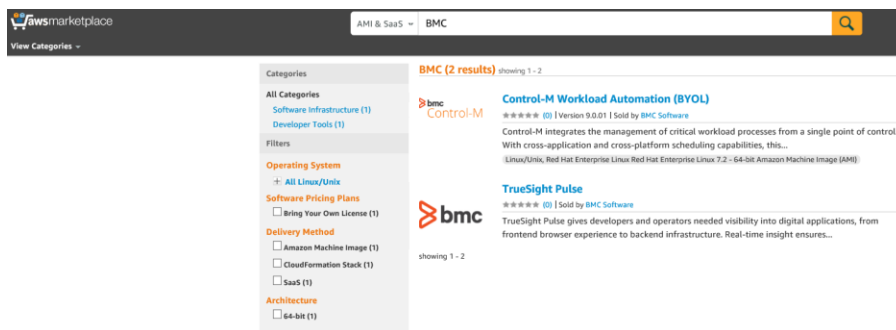 awsmarketplace
AMI & SaaS
BMC
View Categories
Categories
All Categories
Software Infrastructure (1)
Developer Tools (1)
Filters
Operating System
All Linux/Unix
Software Pricing Plans
Bring Your Own License (1)
Delivery Method
Amazon Machine Image (1)
CloudFormation Stack (1)
SaaS (1)
Architecture
64-bit (1)
BMC (2 results) showing 1 - 2
bmc
Control-M
Control-M Workload Automation (BYOL)
(0) | Version 9.0.01 | Sold by BMC Software
Control-M integrates the management of critical workload processes from a single point of control.
With cross-application and cross-platform scheduling capabilities, this...
Linux/Unix, Red Hat Enterprise Linux Red Hat Enterprise Linux 7.2 - 64-bit Amazon Machine Image (AMI)
bmc
TrueSight Pulse
(0) | Sold by BMC Software
TrueSight Pulse gives developers and operators needed visibility into digital applications, from
frontend browser experience to backend infrastructure. Real-time insight ensures...
showing 1 - 2